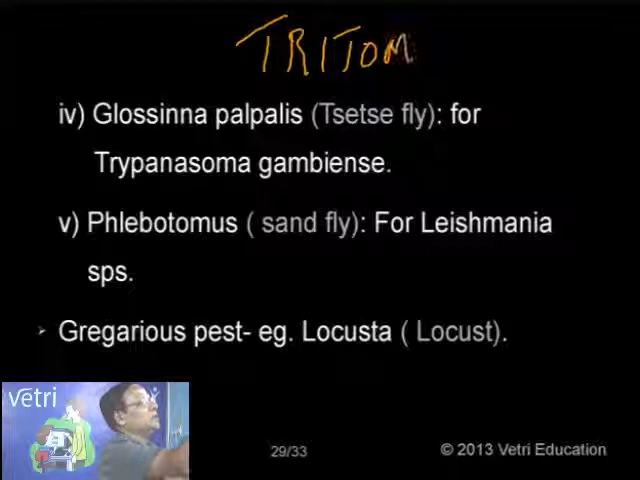 TRITOM
iv) Glossinna palpalis (Tsetse fly): for
Trypanasoma gambiense.
v) Phlebotomus ( sand fly): For Leishmania
sps.
➢ Gregarious pest- eg. Locusta ( Locust).
vetri
29/33
© 2013 Vetri Education